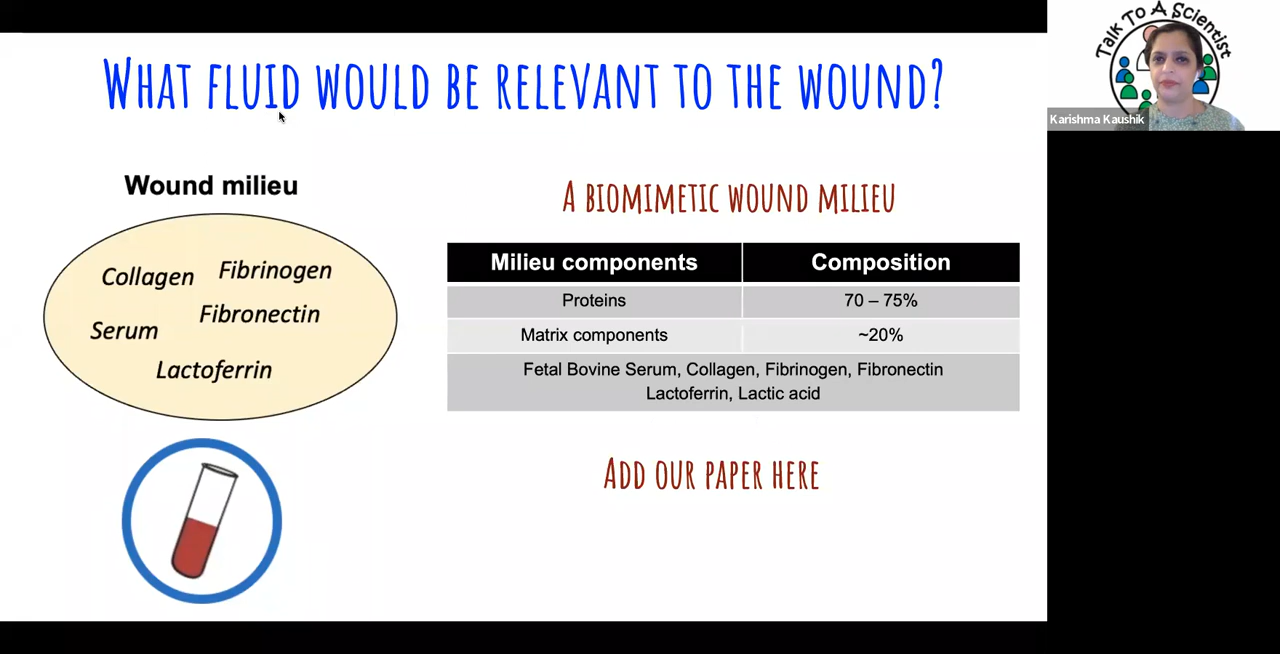 WHAT FLUID WOULD BE RELEVANT TO THE WOUND?
Talk To A Scientist
Karishma Kaushik
Wound milieu
Collagen Fibrinogen
Serum Fibronectin
Lactoferrin
A BIOMIMETIC WOUND MILIEU
Milieu components Composition
Proteins 70 – 75%
Matrix components ~20%
Fetal Bovine Serum, Collagen, Fibrinogen, Fibronectin
Lactoferrin, Lactic acid
ADD OUR PAPER HERE